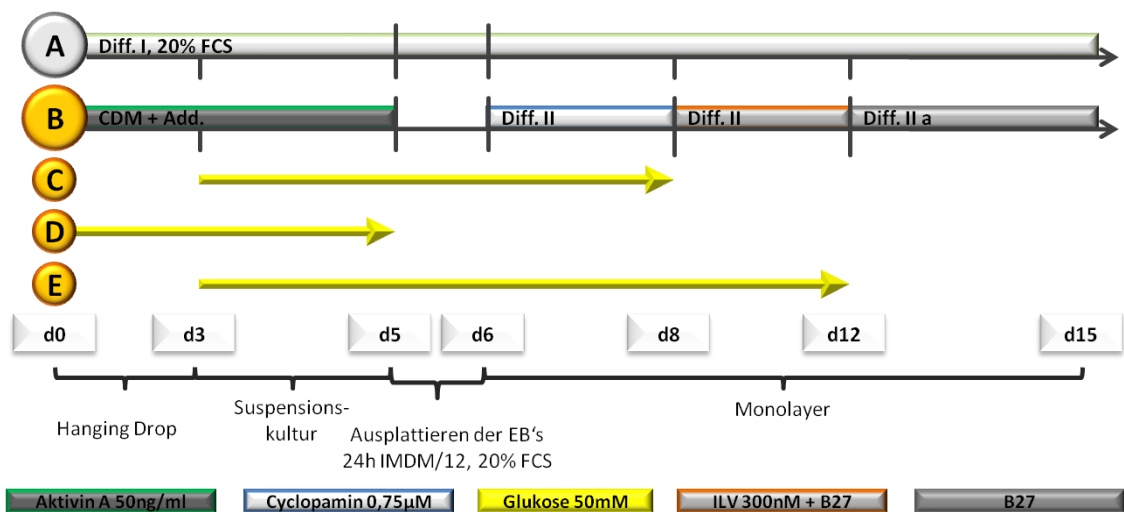 A
Diff. I, 20% FCS
B
CDM + Add.
Diff. II
Diff. II
Diff. II a
C
D
E
d0
d3
d5
d6
d8
d12
d15
Hanging Drop
Suspensions-
kultur
Ausplattieren der EB‘s
24h IMDM/12, 20% FCS
Monolayer
Aktivin A 50ng/ml
Cyclopamin 0,75µM
Glukose 50mM
ILV 300nM + B27
B27